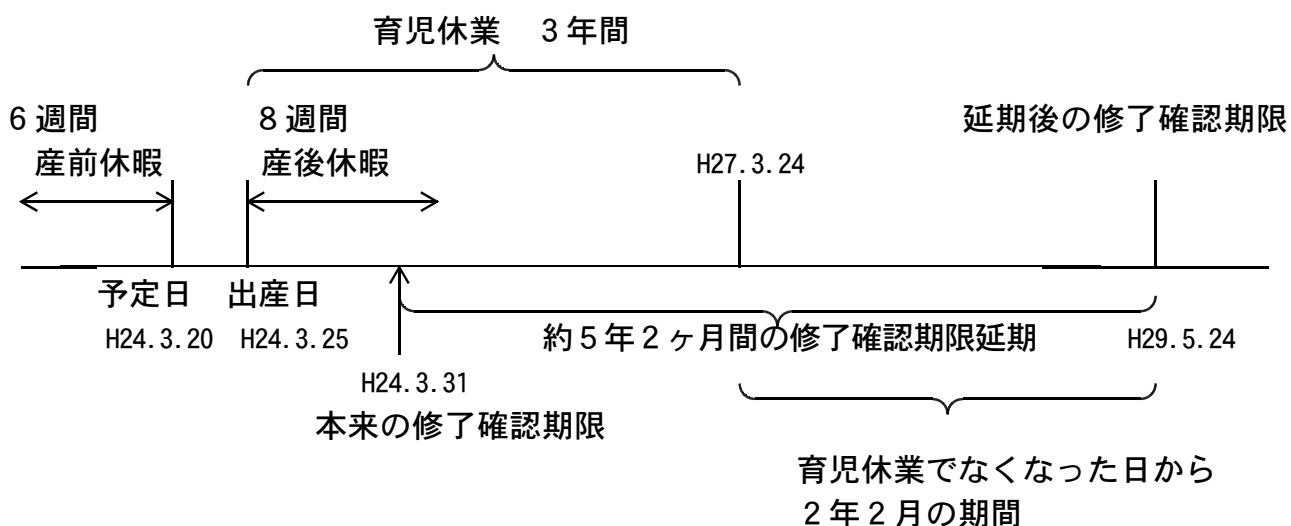 育児休業　３年間
６週間
産前休暇
８週間
産後休暇
延期後の修了確認期限
H27.3.24
予定日
出産日
H24.3.20
H24.3.25
約５年２ヶ月間の修了確認期限延期
H29.5.24
H24.3.31
本来の修了確認期限
育児休業でなくなった日から
２年２月の期間